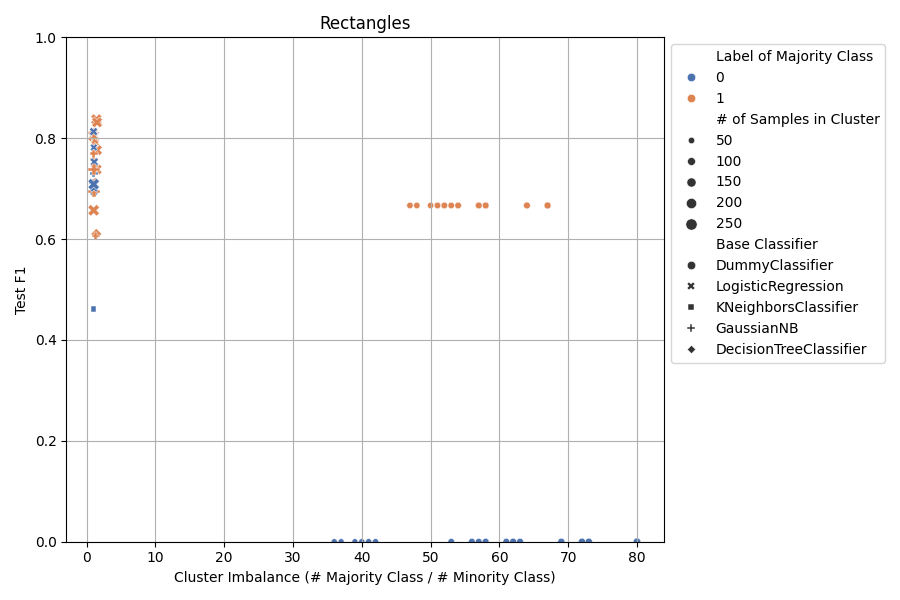 Rectangles
1.0
0.8
0.6
0.4
0.2
0.0
Test F1
0 10 20 30 40 50 60 70 80
Cluster Imbalance (# Majority Class / # Minority Class)
Label of Majority Class
0
1
# of Samples in Cluster
50
100
150
200
250
Base Classifier
DummyClassifier
LogisticRegression
KNeighborsClassifier
GaussianNB
DecisionTreeClassifier